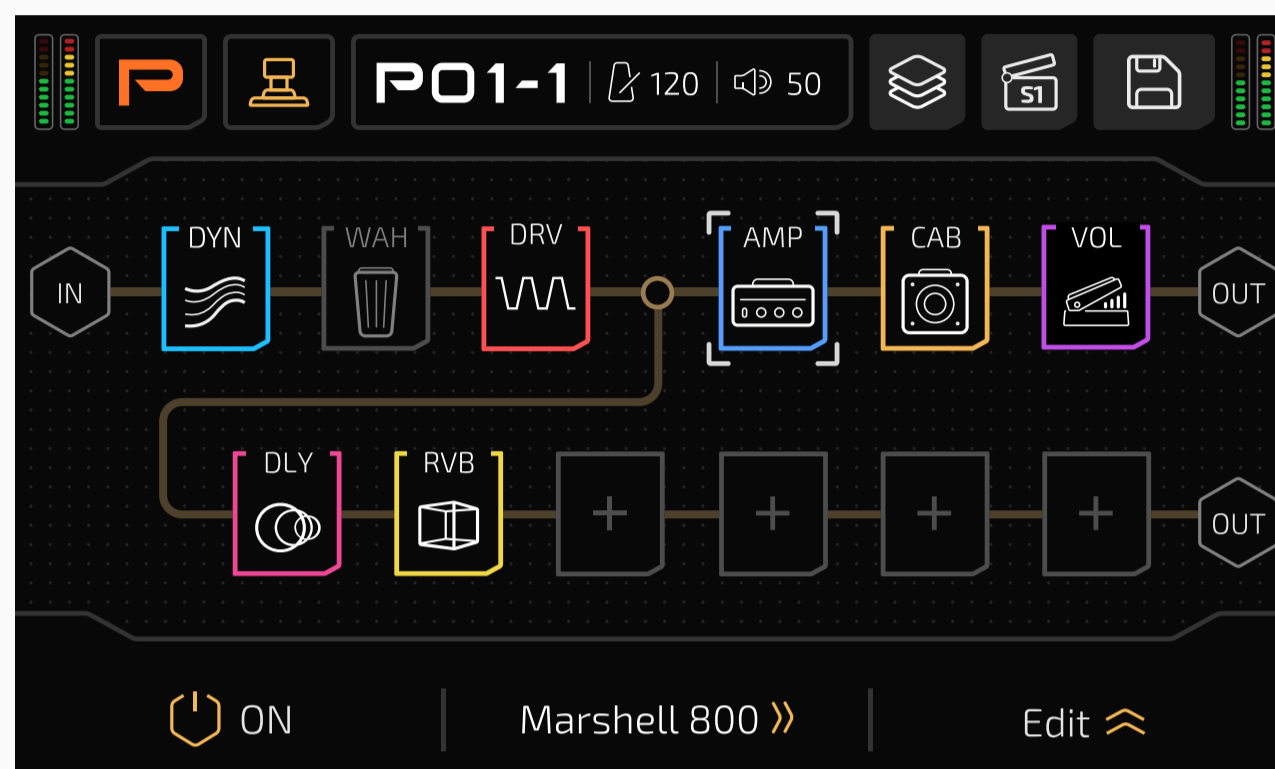 P01-1 120 50 S1
DYN WAH DRV AMP CAB VOL
IN OUT
DLY RVB
OUT
ON Marshell 800 Edit